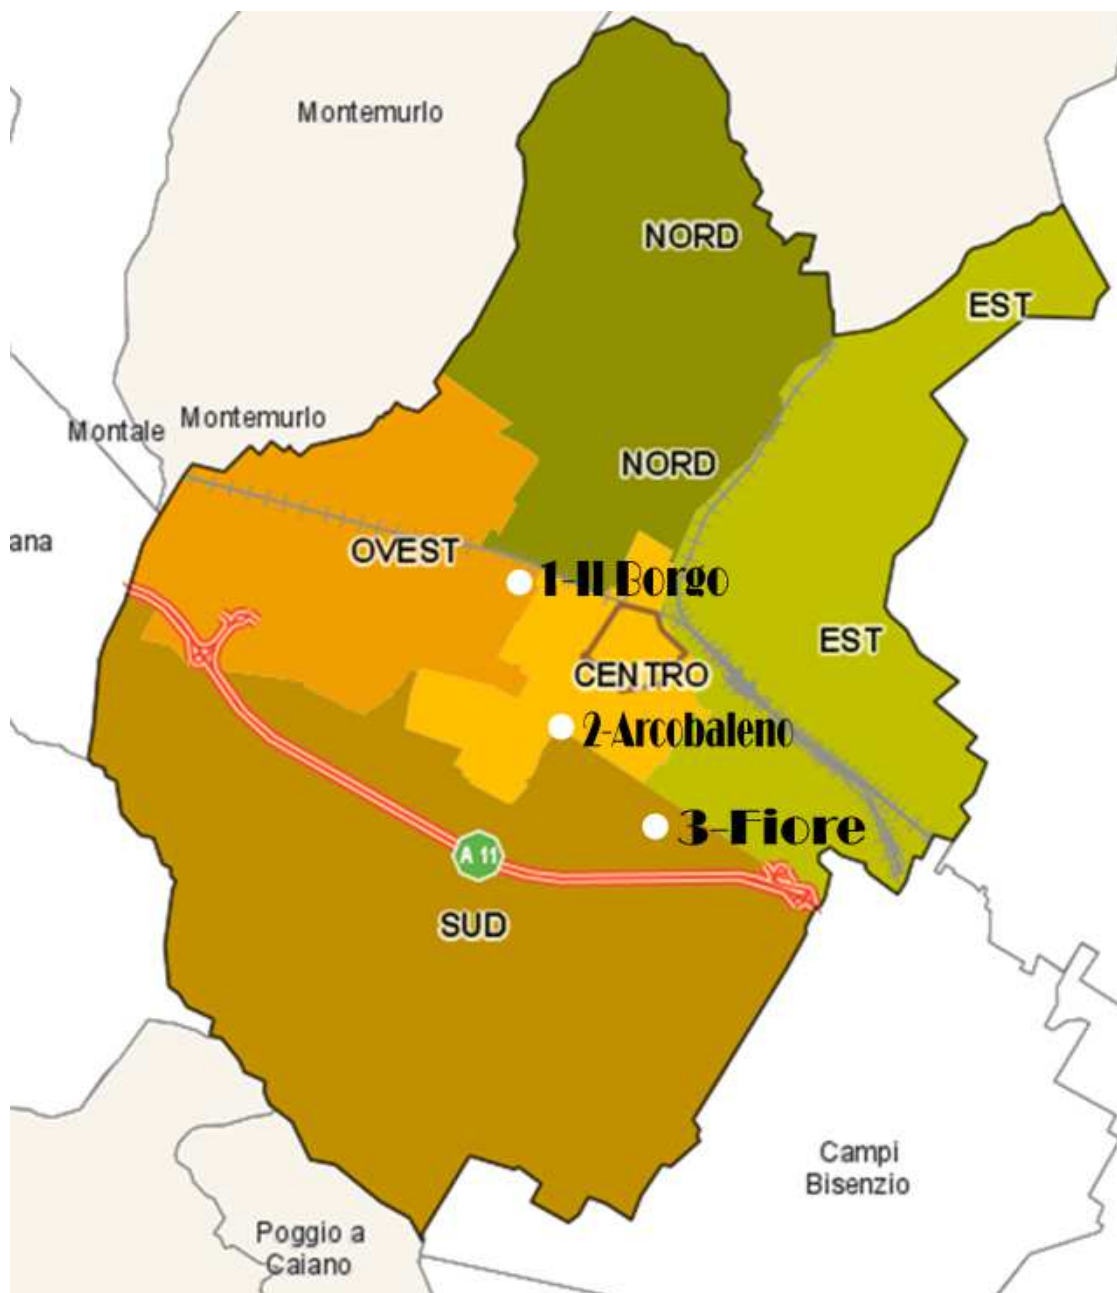 Montemurlo
NORD
EST
Montemurlo
Montale
NORD
ana
OVEST
1-Il Borgo
EST
CENTRO
2-Arcobaleno
3-Fiore
A 11
SUD
Campi
Bisenzio
Poggio a
Caiano